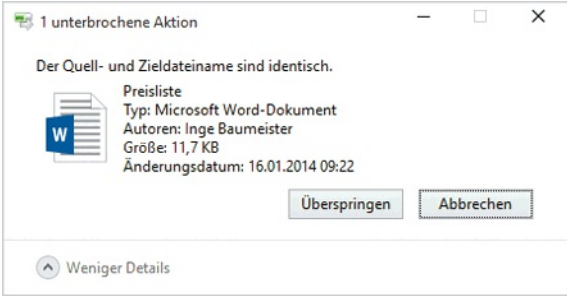 1 unterbrochene Aktion
Der Quell- und Zieldateiname sind identisch.
Preisliste
Typ: Microsoft Word-Dokument
Autoren: Inge Baumeister
Größe: 11,7 KB
Änderungsdatum: 16.01.2014 09:22
W
Überspringen
Abbrechen
Weniger Details